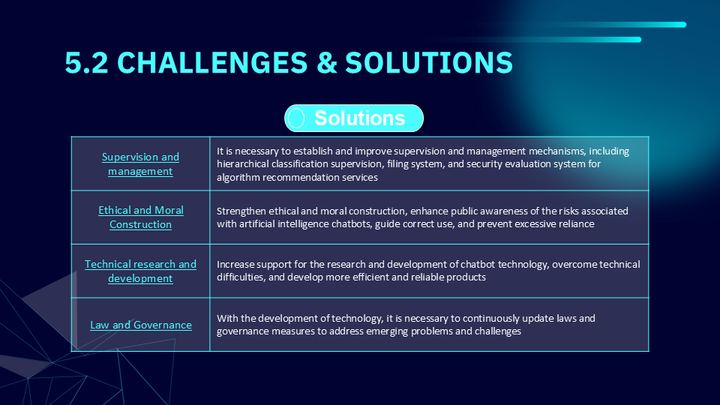 5.2 CHALLENGES & SOLUTIONS
Solutions
Supervision and
management
It is necessary to establish and improve supervision and management mechanisms, including
hierarchical classification supervision, filing system, and security evaluation system for
algorithm recommendation services
Ethical and Moral
Construction
Strengthen ethical and moral construction, enhance public awareness of the risks associated
with artificial intelligence chatbots, guide correct use, and prevent excessive reliance
Technical research and
development
Increase support for the research and development of chatbot technology, overcome technical
difficulties, and develop more efficient and reliable products
Law and Governance
With the development of technology, it is necessary to continuously update laws and
governance measures to address emerging problems and challenges